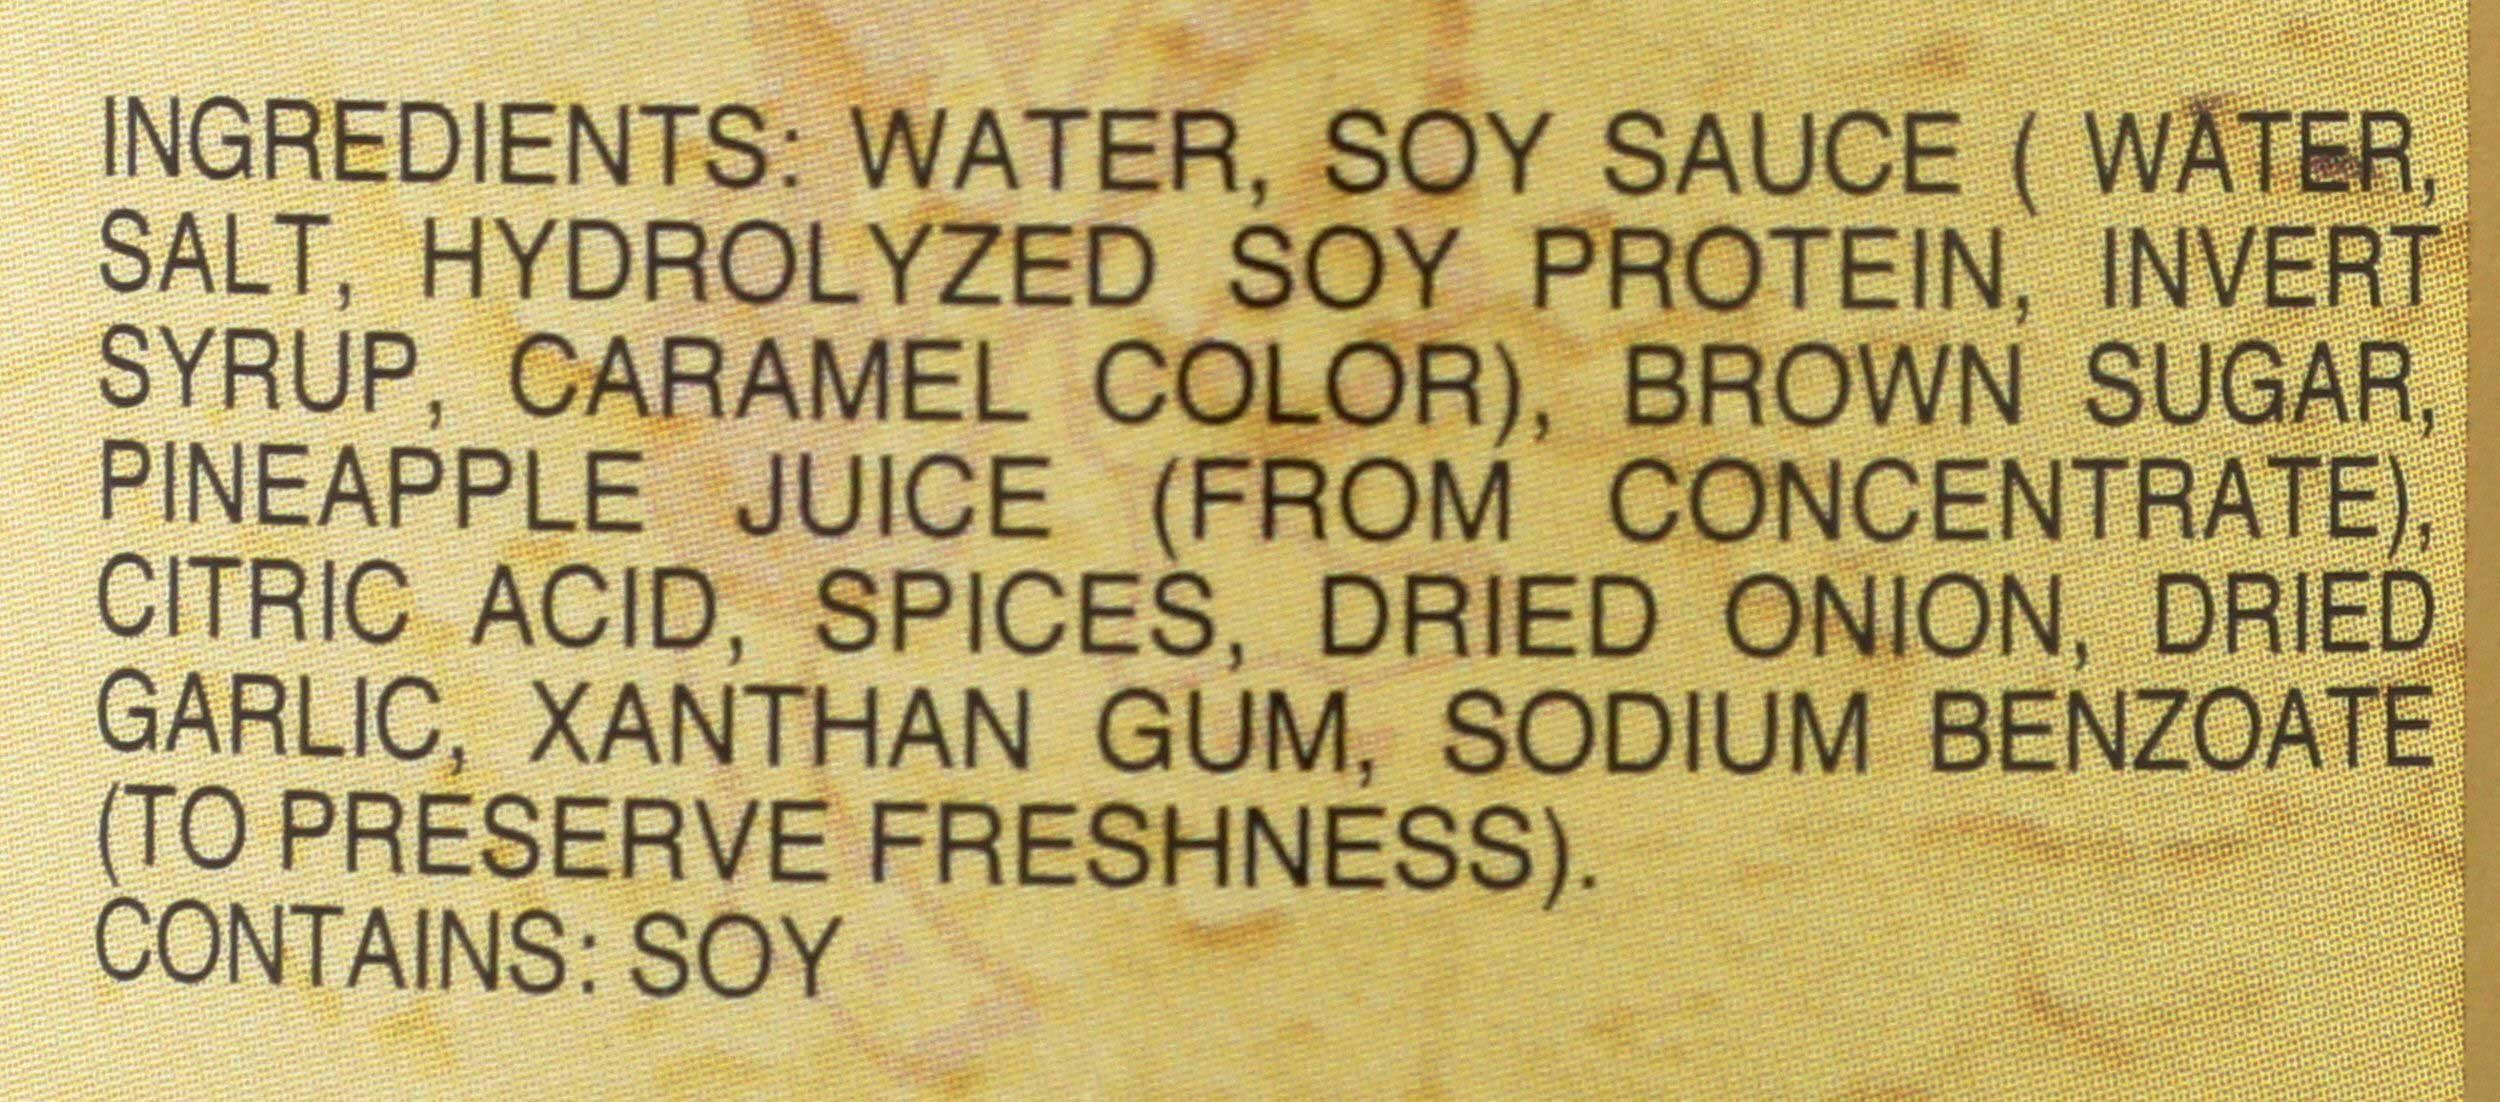 INGREDIENTS: WATER, SOY SAUCE ( WATER,
SALT, HYDROLYZED SOY PROTEIN, INVERT
SYRUP, CARAMEL COLOR), BROWN SUGAR,
PINEAPPLE JUICE (FROM CONCENTRATE),
CITRIC ACID, SPICES, DRIED ONION, DRIED
GARLIC, XANTHAN GUM, SODIUM BENZOATE
(TO PRESERVE FRESHNESS).
CONTAINS: SOY